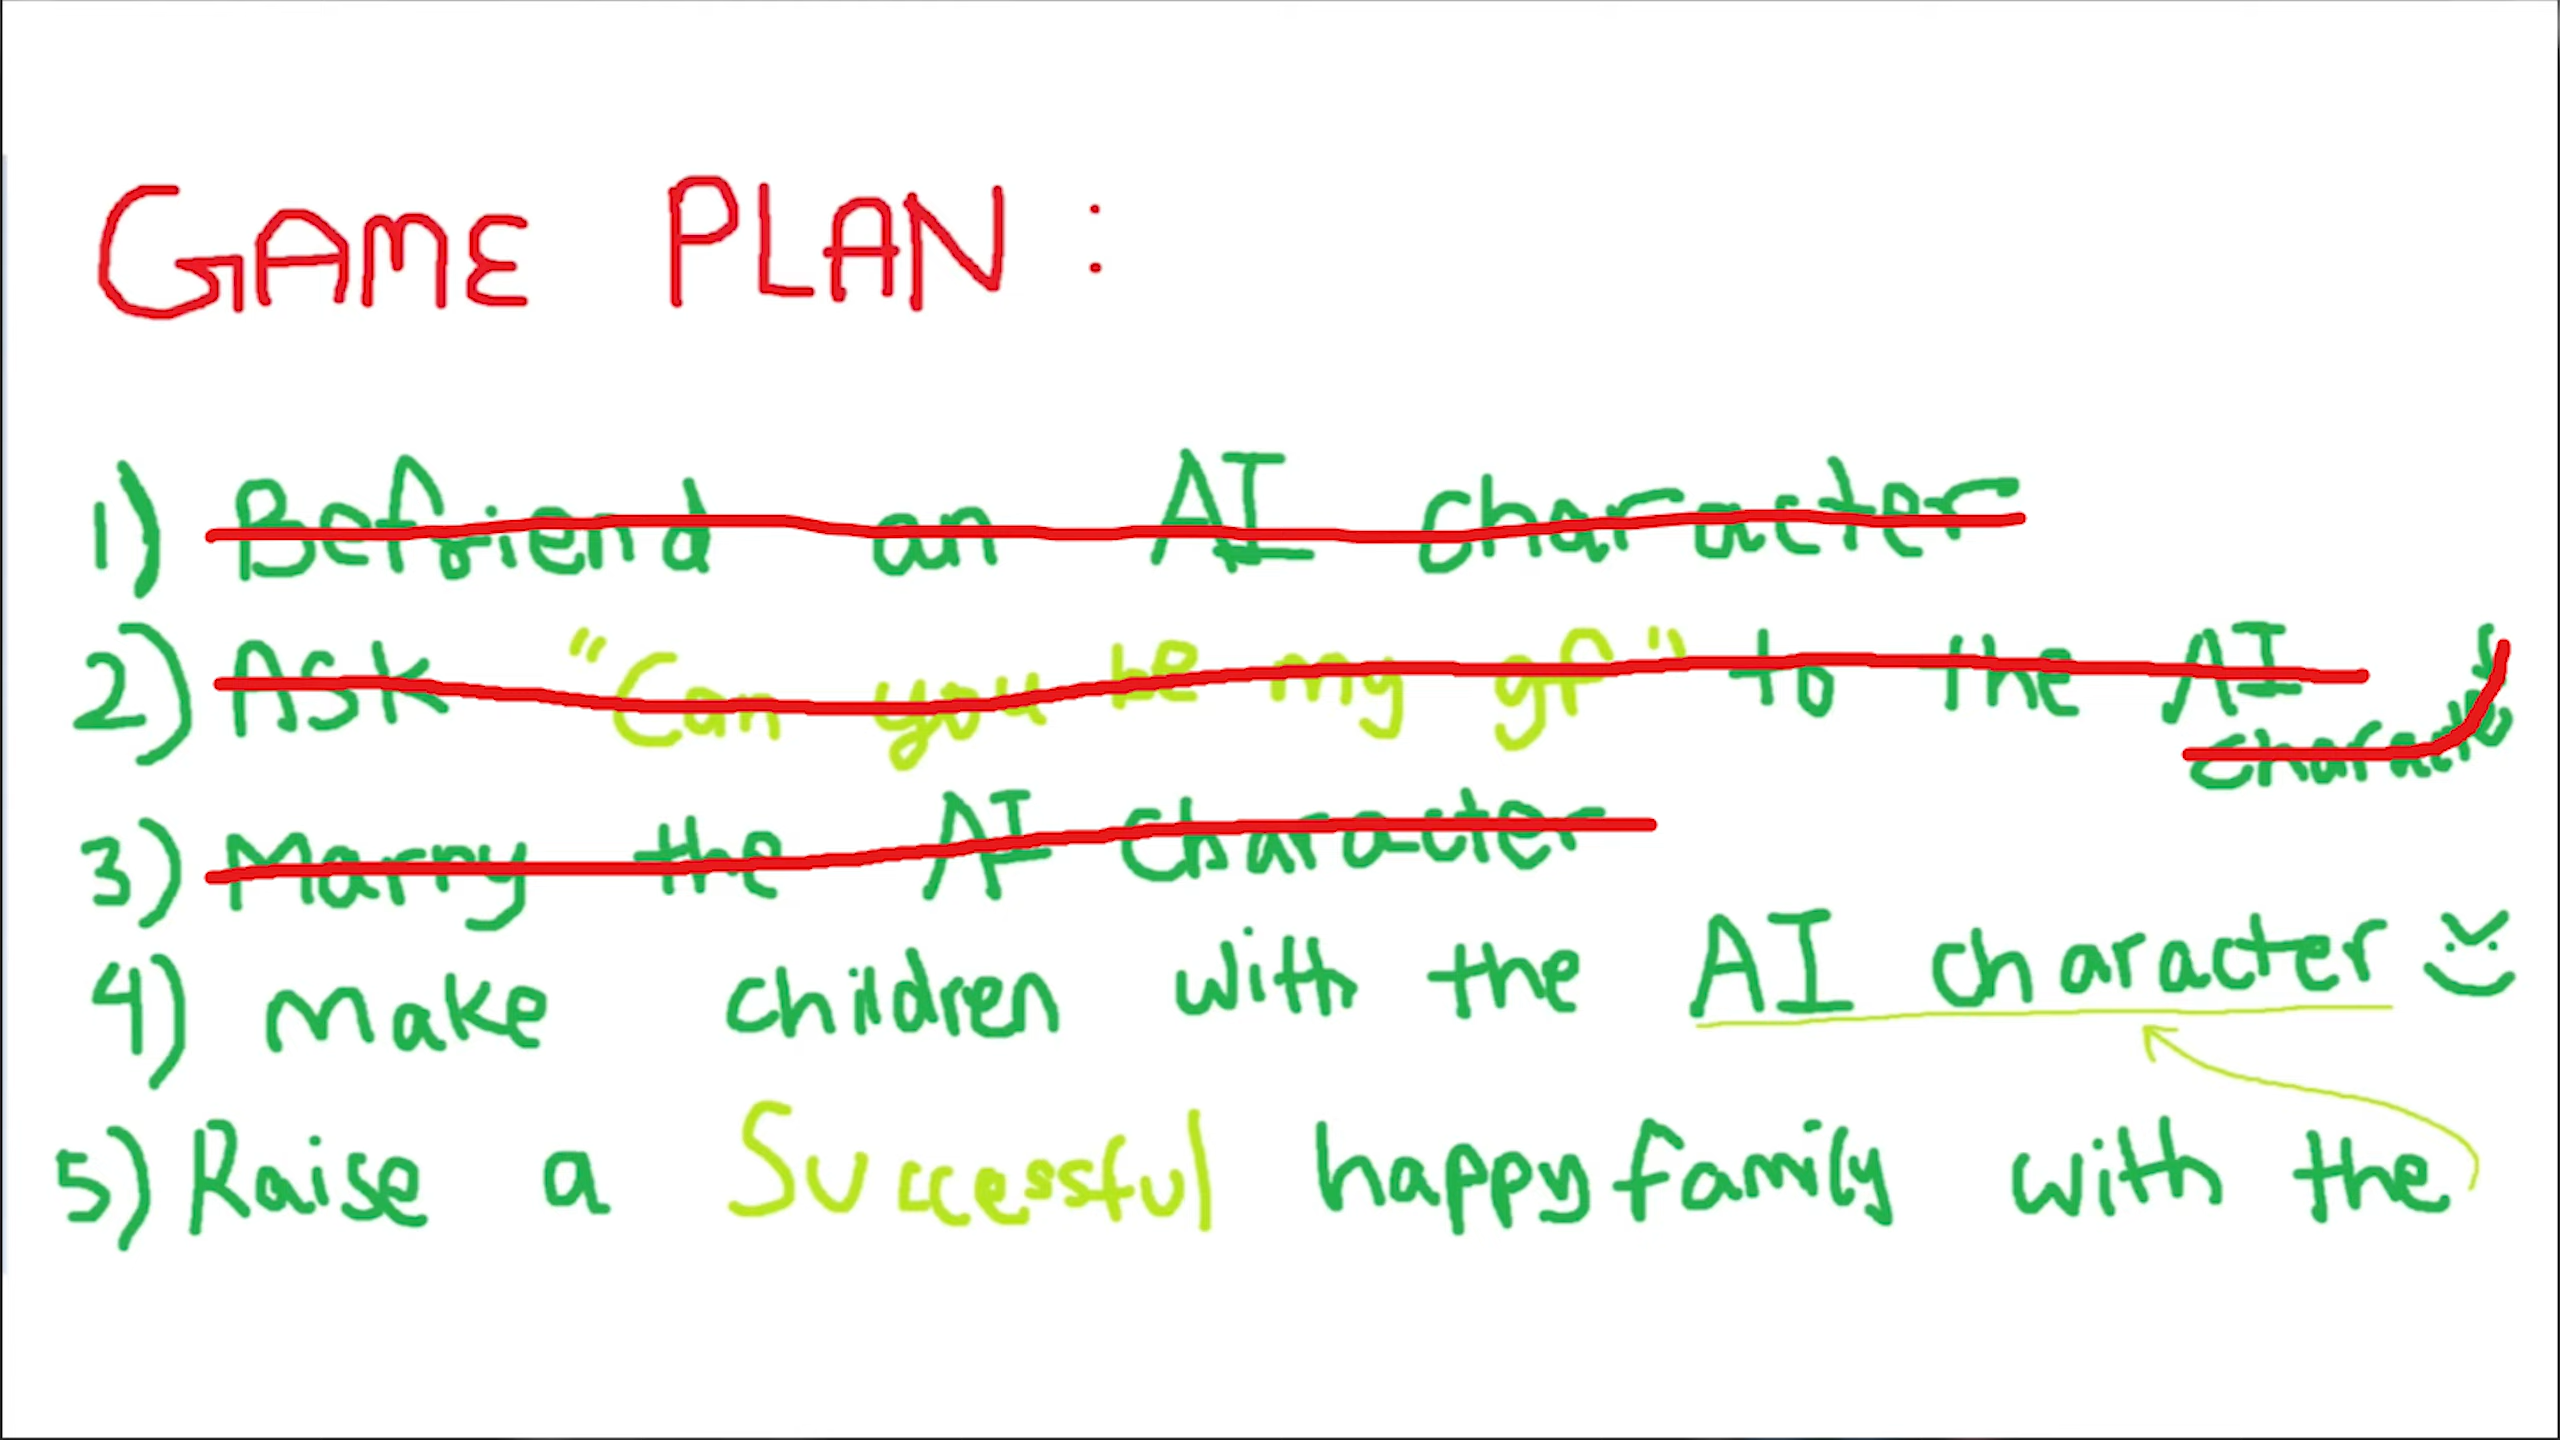 GAME PLAN :
1) Befriend an AI character
2) Ask "Can you be my gf" to the AI
character
3) Marry the AI character
4) Make children with the AI character
5) Raise a Successful happy family with the